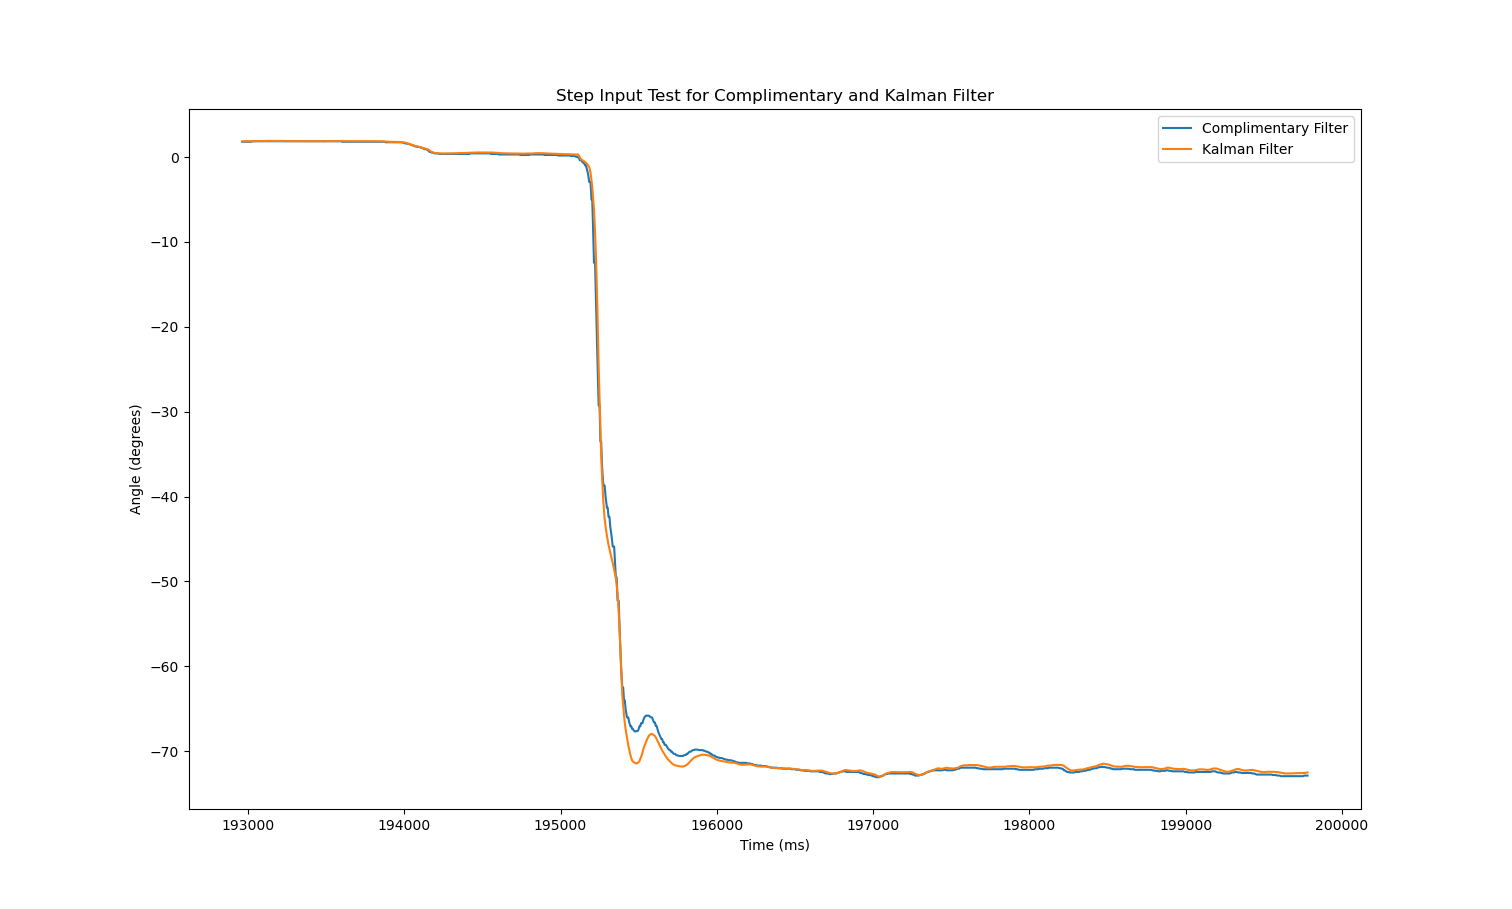 Step Input Test for Complimentary and Kalman Filter
Complimentary Filter
Kalman Filter
Angle (degrees)
0
−10
−20
−30
−40
−50
−60
−70
193000 194000 195000 196000 197000 198000 199000 200000
Time (ms)